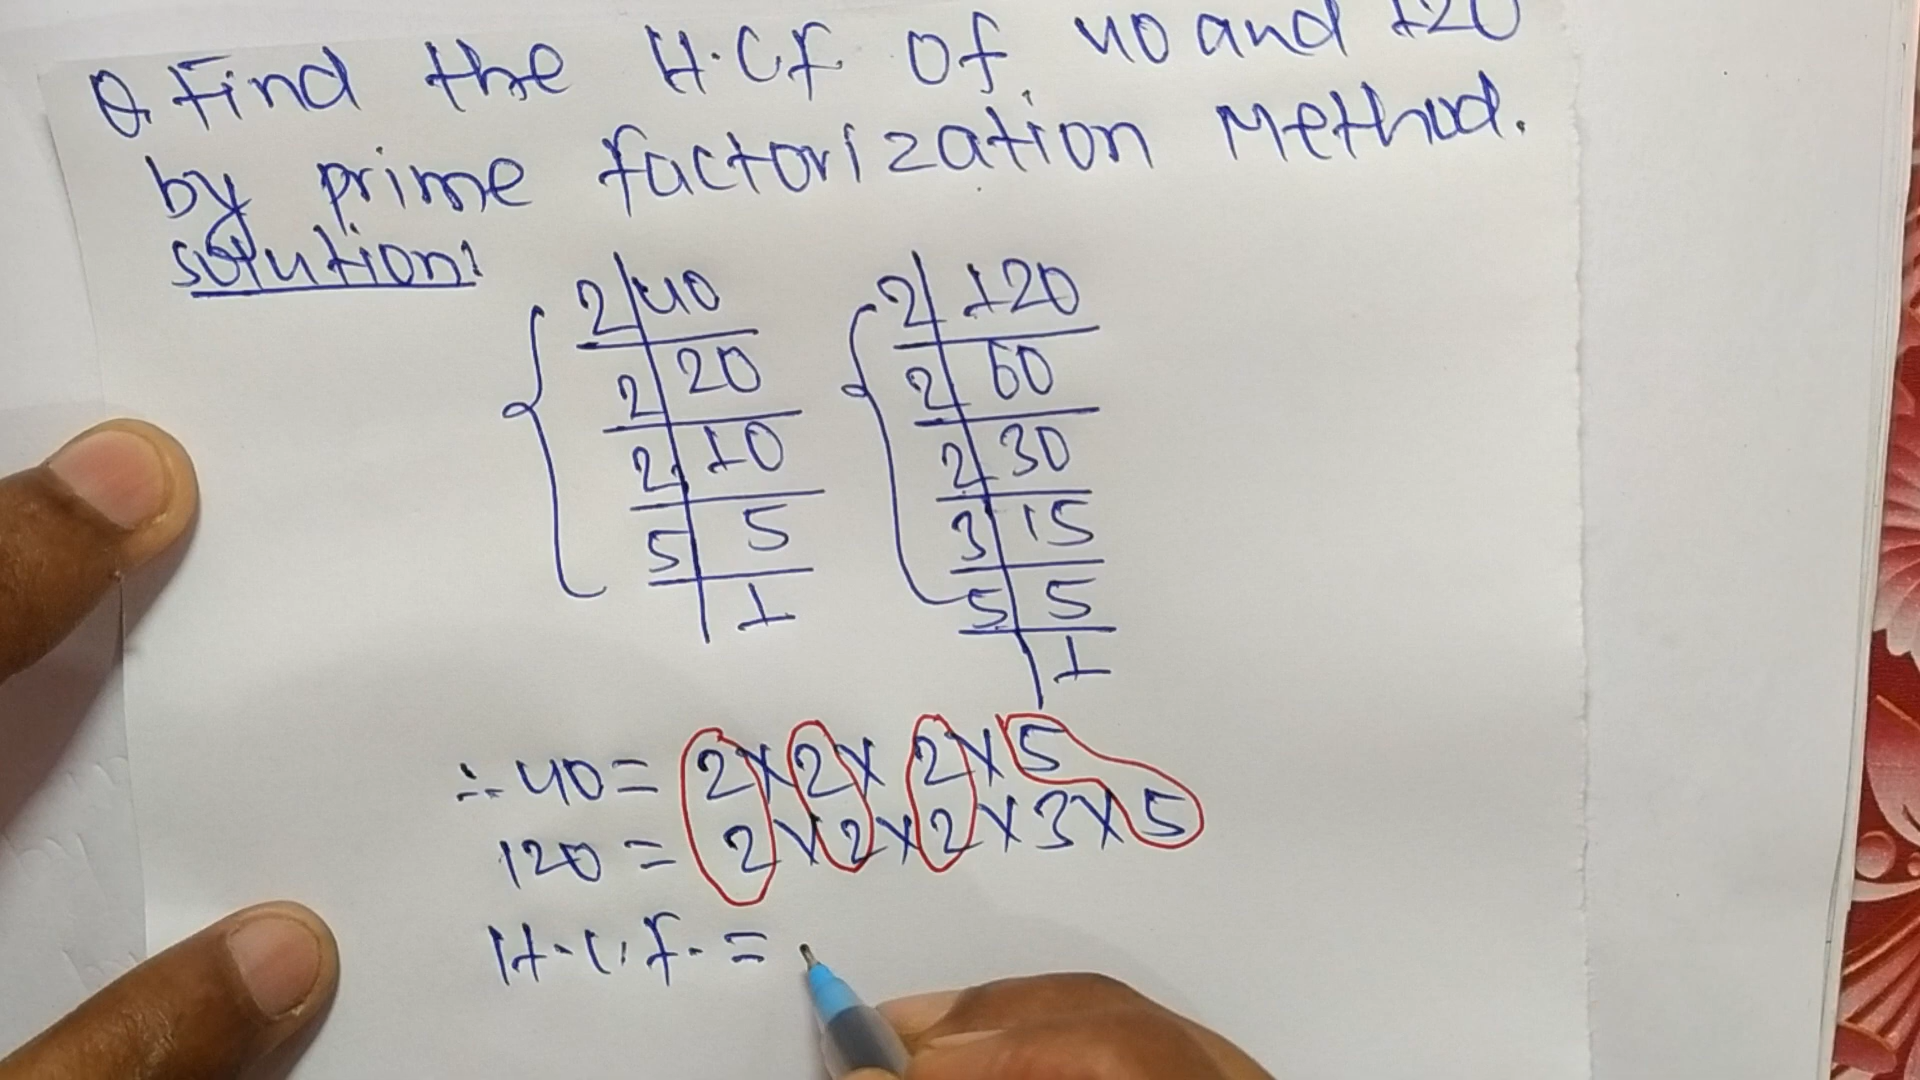 Q Find the H.C.F. of 40 and 120
by prime factorization Method.
solution:
2 40
2 20
2 10
5 5
1
2 120
2 60
2 30
3 15
5 5
1
∴ 40 = 2×2×2×5
120 = 2×2×2×3×5
H.C.F. =